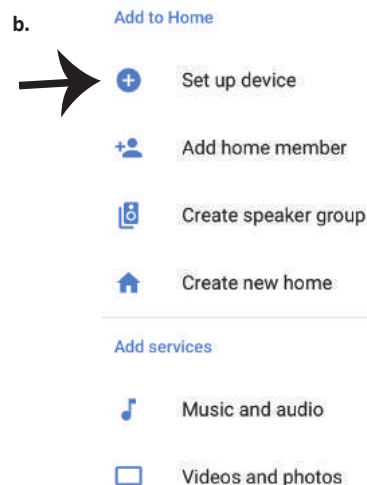 b.
Add to Home
Set up device
Add home member
Create speaker group
Create new home
Add services
Music and audio
Videos and photos